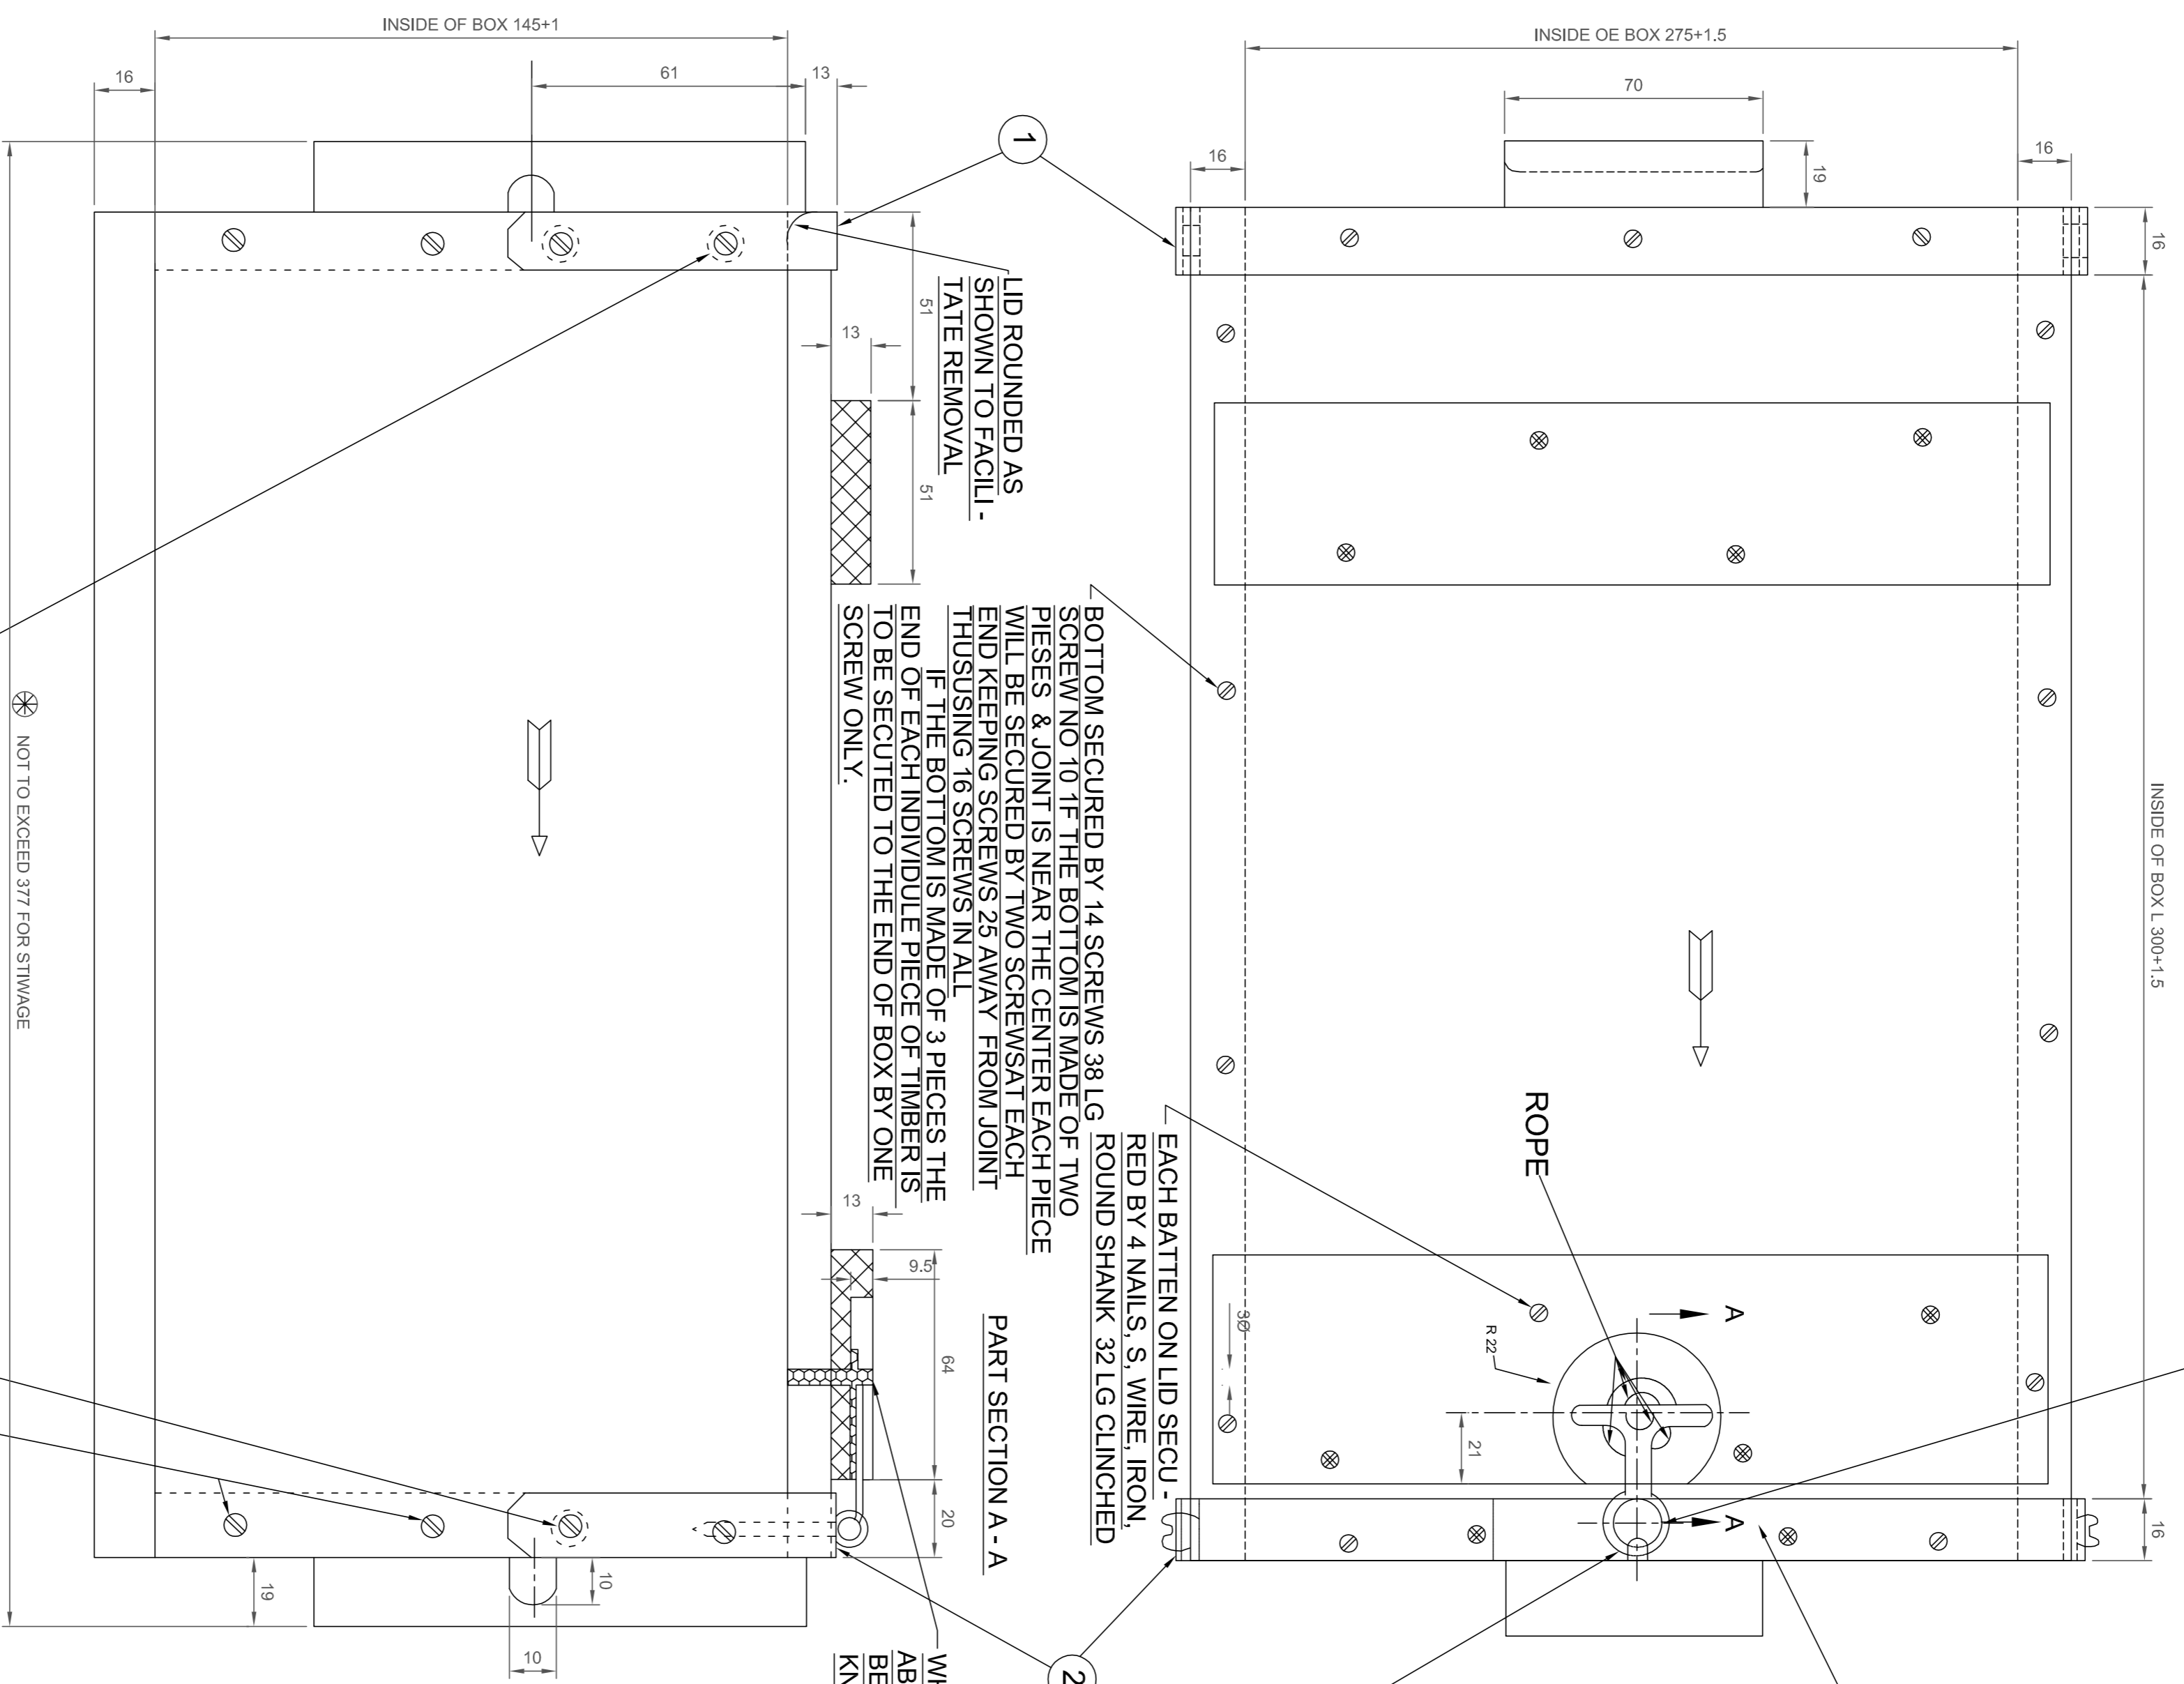 INSIDE OF BOX 145+1
16
61
13
INSIDE OE BOX 275+1.5
70
19
16
16
16
1
INSIDE OF BOX L 300+1.5
LID ROUNDED AS
SHOWN TO FACILI -
TATE REMOVAL
51
13
51
BOTTOM SECURED BY 14 SCREWS 38 LG
SCREW NO 10 1F THE BOTTOM IS MADE OF TWO
PIESES & JOINT IS NEAR THE CENTER EACH PIECE
WILL BE SECURED BY TWO SCREWSAT EACH
END KEEPING SCREWS 25 AWAY FROM JOINT
THUSUSING 16 SCREWS IN ALL
IF THE BOTTOM IS MADE OF 3 PIECES THE
END OF EACH INDIVIDULE PIECE OF TIMBER IS
TO BE SECUTED TO THE END OF BOX BY ONE
SCREW ONLY.
EACH BATTEN ON LID SECU -
RED BY 4 NAILS, S, WIRE, IRON,
ROUND SHANK 32 LG CLINCHED
ROPE
A
A
R 22
3Ø
21
16
NOT TO EXCEED 377 FOR STIWAGE
13
9.5
64
20
PART SECTION A - A
19
10
10
2
AB
BE